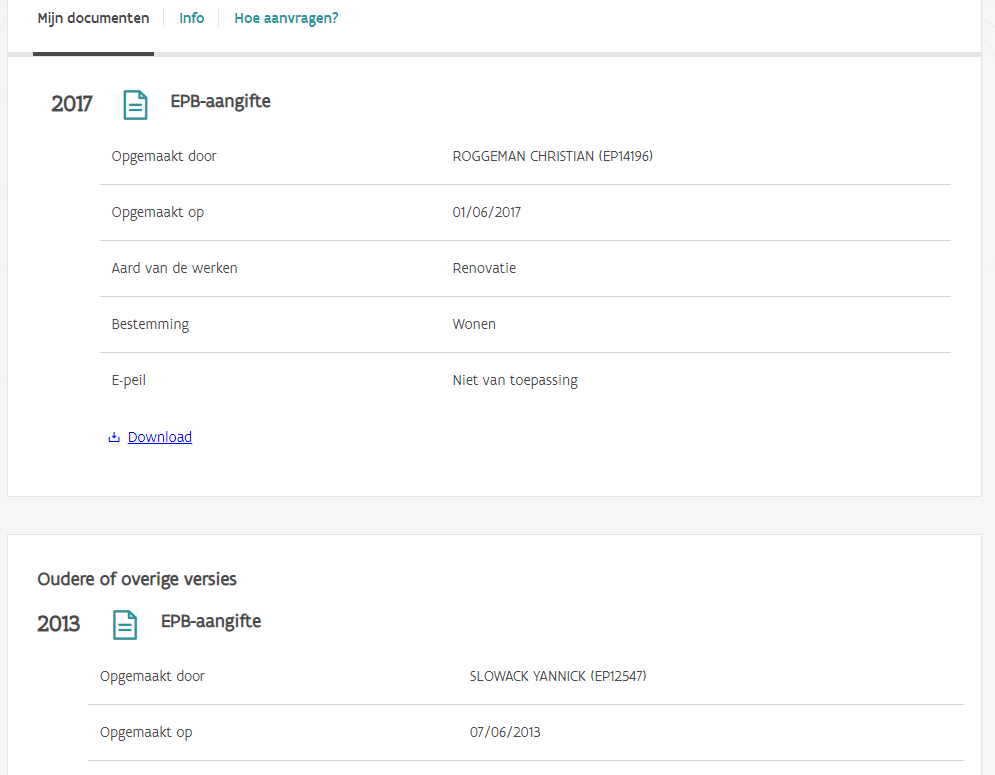 Mijn documenten Info Hoe aanvragen?
2017 EPB-aangifte
Opgemaakt door ROGGEMAN CHRISTIAN (EP14196)
Opgemaakt op 01/06/2017
Aard van de werken Renovatie
Bestemming Wonen
E-peil Niet van toepassing
Download
Oudere of overige versies
2013 EPB-aangifte
Opgemaakt door SLOWACK YANNICK (EP12547)
Opgemaakt op 07/06/2013